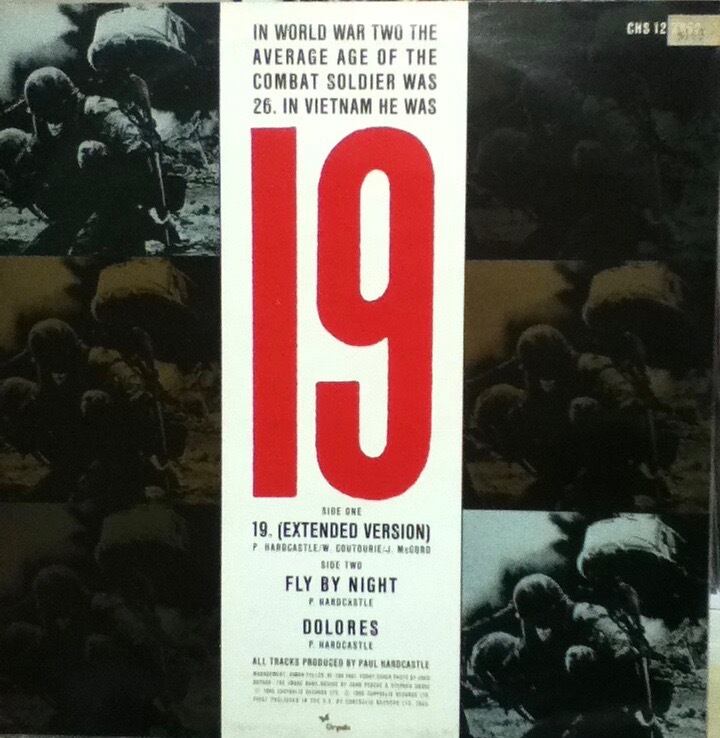 IN WORLD WAR TWO THE
AVERAGE AGE OF THE
COMBAT SOLDIER WAS
26. IN VIETNAM HE WAS
CHS 12
19
SIDE ONE
19. (EXTENDED VERSION)
P. HARDCASTLE/W. COUTOURIE/J. McCORD
SIDE TWO
FLY BY NIGHT
P. HARDCASTLE
DOLORES
P. HARDCASTLE
ALL TRACKS PRODUCED BY PAUL HARDCASTLE
Chrysalis